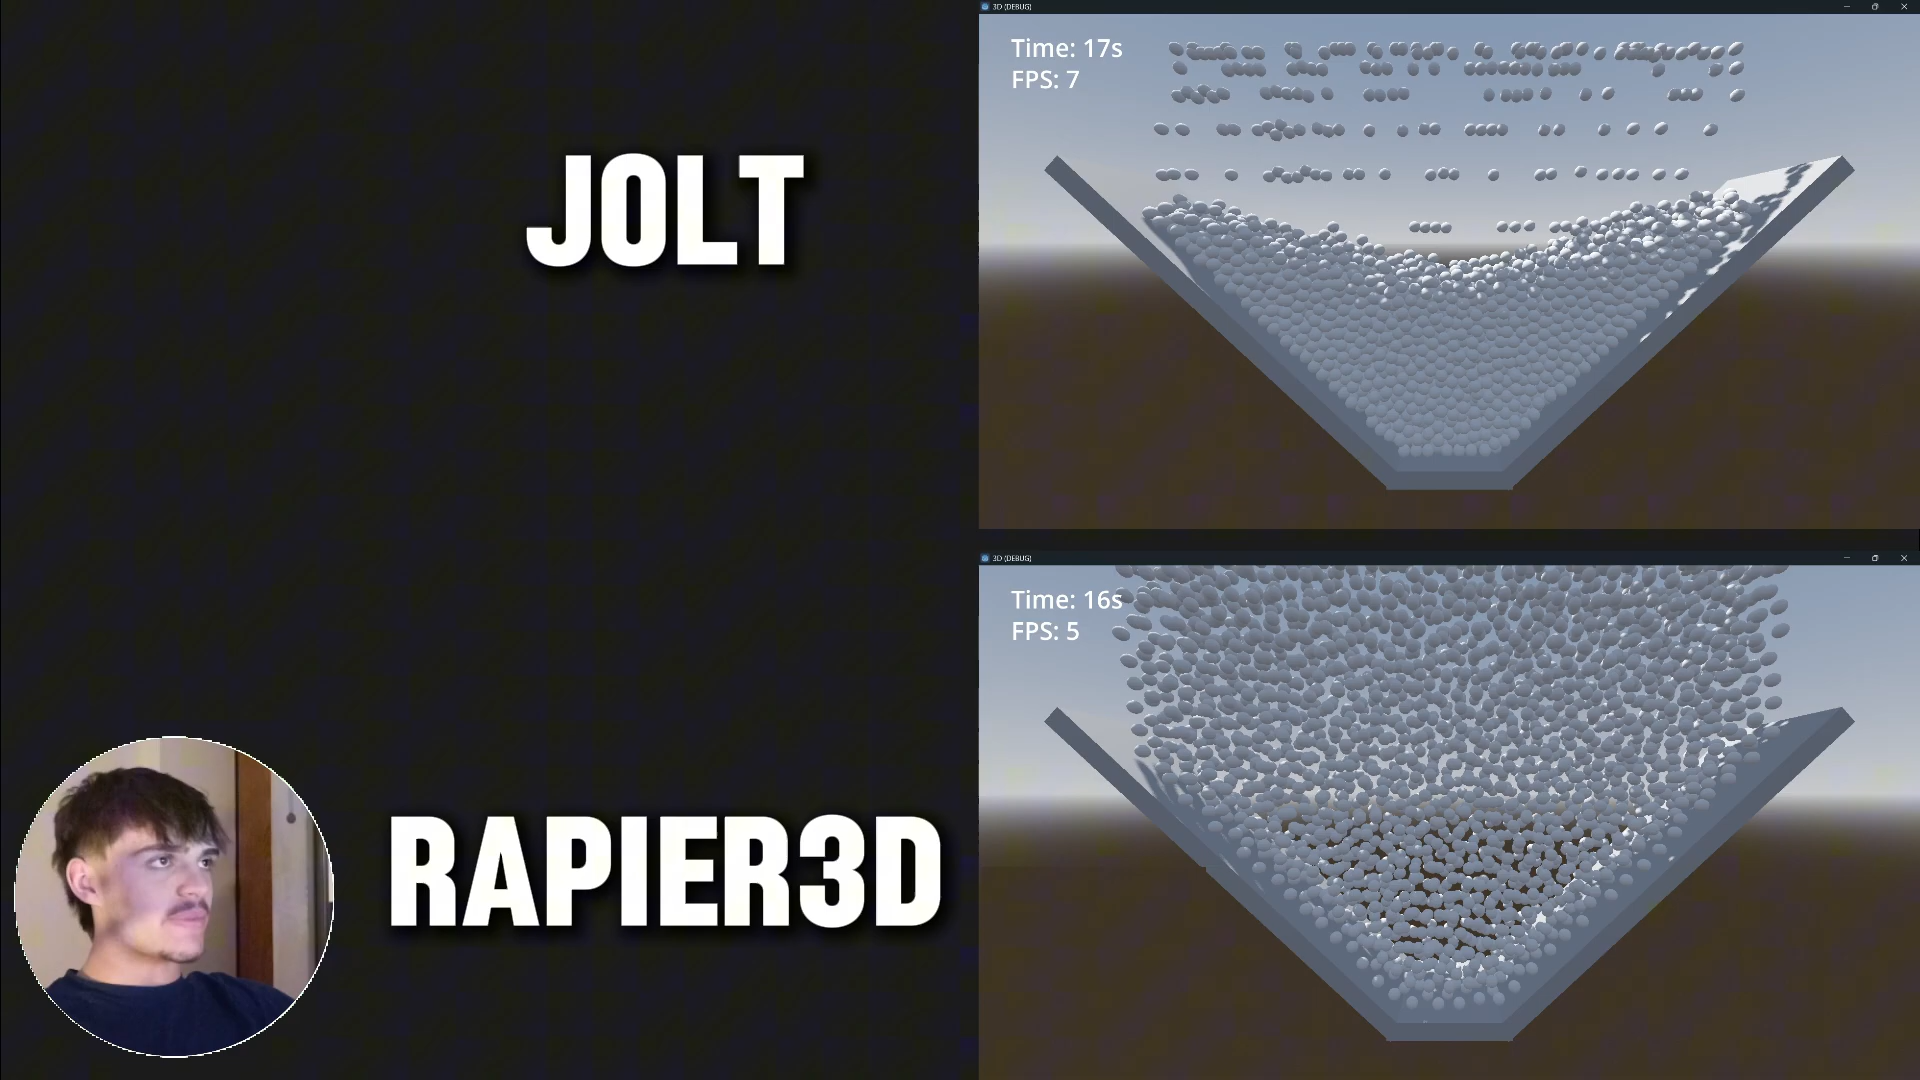 3D (DEBUG)
Time: 17s
FPS: 7
JOLT
3D (DEBUG)
Time: 16s
FPS: 5
RAPIER3D